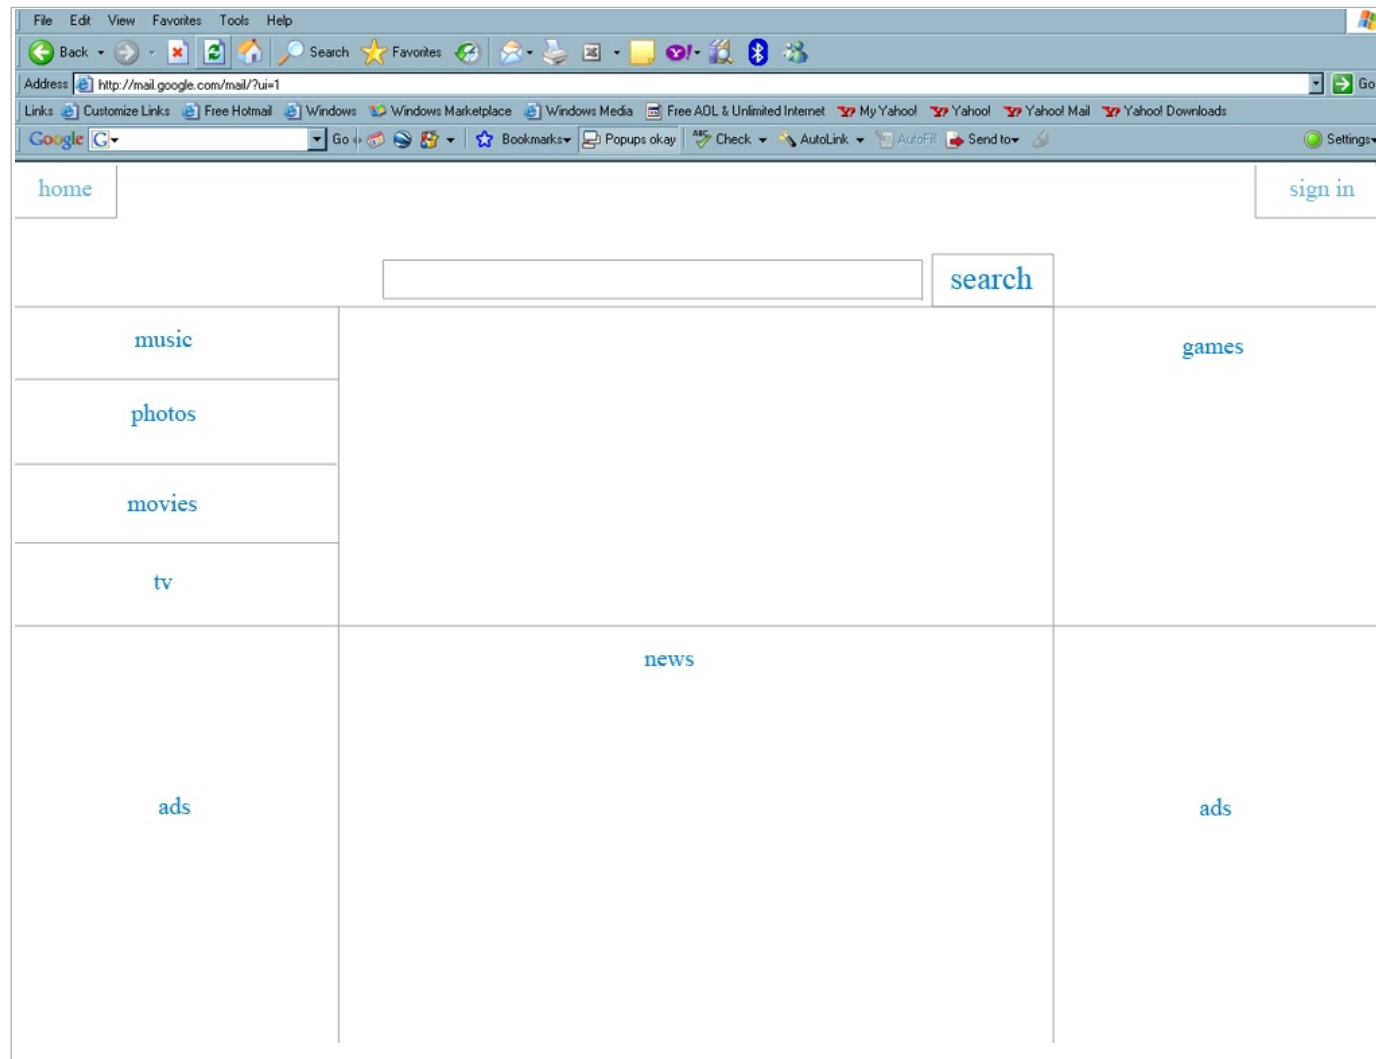 File Edit View Favorites Tools Help
Back Search Favorites Y!
Address http://mail.google.com/mail/?ui=1 Go
Links Customize Links Free Hotmail Windows Windows Marketplace Windows Media Free AOL & Unlimited Internet My Yahoo! Yahoo! Yahoo! Mail Yahoo! Downloads
Google G Go Bookmarks Popups okay ABC Check AutoLink AutoFill Send to Settings
home sign in
search
music
games
photos
movies
tv
news
ads ads